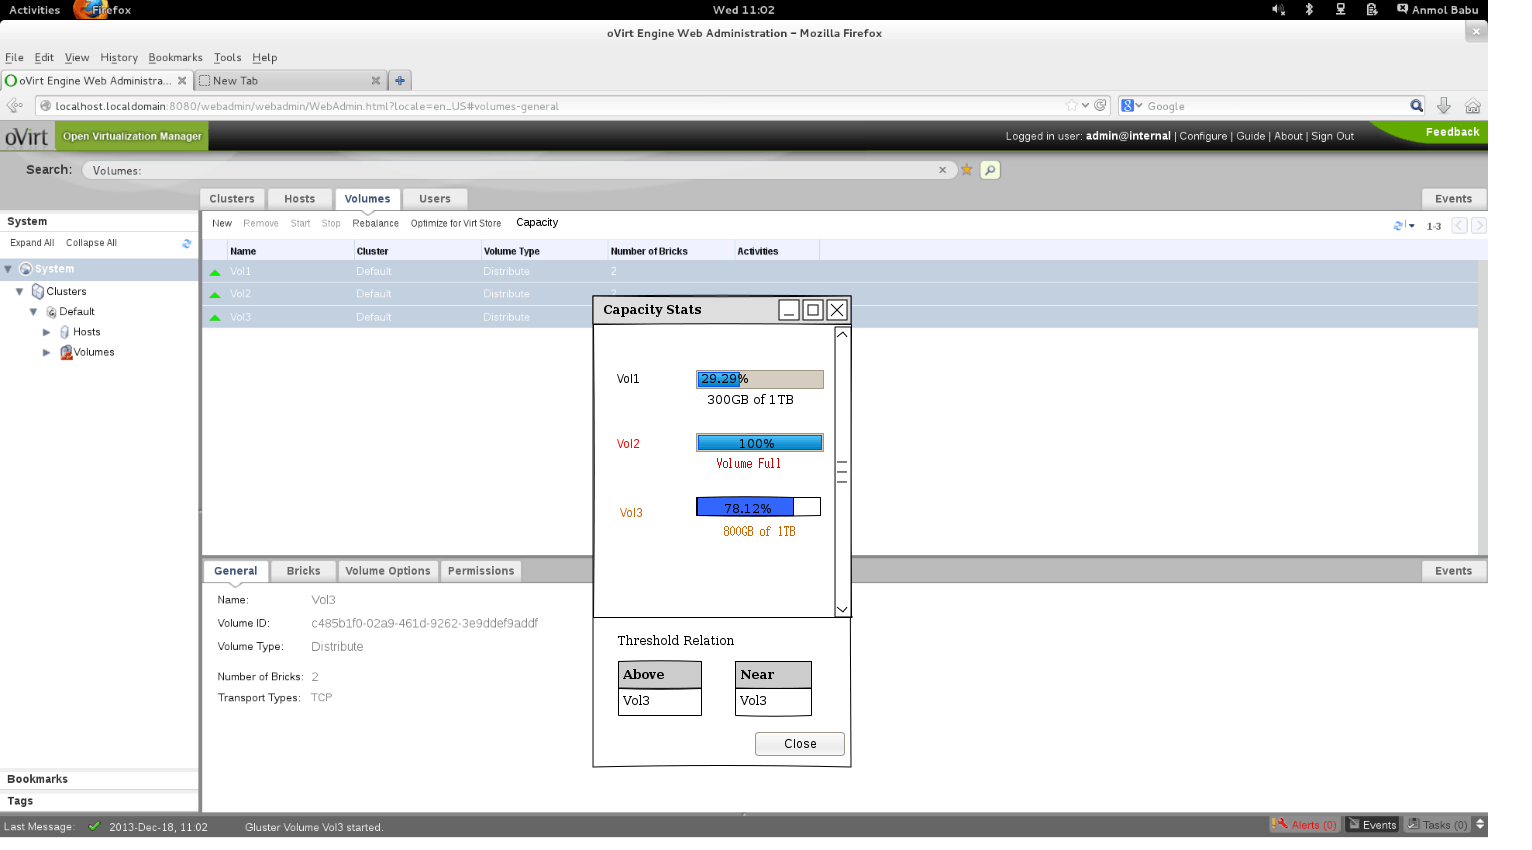 Activities Firefox Wed 11:02 Anmol Babu
oVirt Engine Web Administration - Mozilla Firefox
File Edit View History Bookmarks Tools Help
oVirt Engine Web Administra... New Tab
localhost.localdomain:8080/webadmin/webadmin/WebAdmin.html?locale=en_US#volumes-general Google
oVirt Open Virtualization Manager Logged in user: admin@internal | Configure | Guide | About | Sign Out Feedback
Search: Volumes:
Clusters Hosts Volumes Users Events
System New Remove Start Stop Rebalance Optimize for Virt Store Capacity 1-3
Expand All Collapse All
Name Cluster Volume Type Number of Bricks Activities
System Vol1 Default Distribute 2
Clusters Vol2 Default Distribute 2
Default Vol3 Default Distribute
Hosts
Volumes
Capacity Stats
Vol1 29.29%
300GB of 1TB
Vol2 100%
Volume Full
Vol3 78.12%
800GB of 1TB
General Bricks Volume Options Permissions Events
Name: Vol3
Volume ID: c485b1f0-02a9-461d-9262-3e9ddef9addf
Volume Type: Distribute
Number of Bricks: 2
Transport Types: TCP
Threshold Relation
Above Near
Vol3 Vol3
Close
Bookmarks
Tags
Last Message: 2013-Dec-18, 11:02 Gluster Volume Vol3 started. Alerts (0) Events Tasks (0)